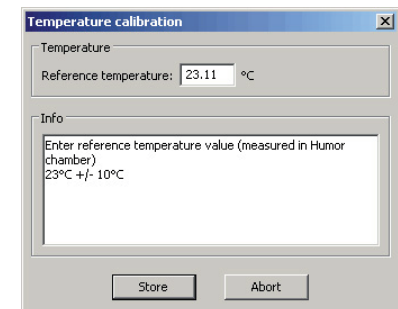 Temperature calibration
Temperature
Reference temperature: 23.11 °C
Info
Enter reference temperature value (measured in Humor
chamber)
23°C +/- 10°C
Store Abort